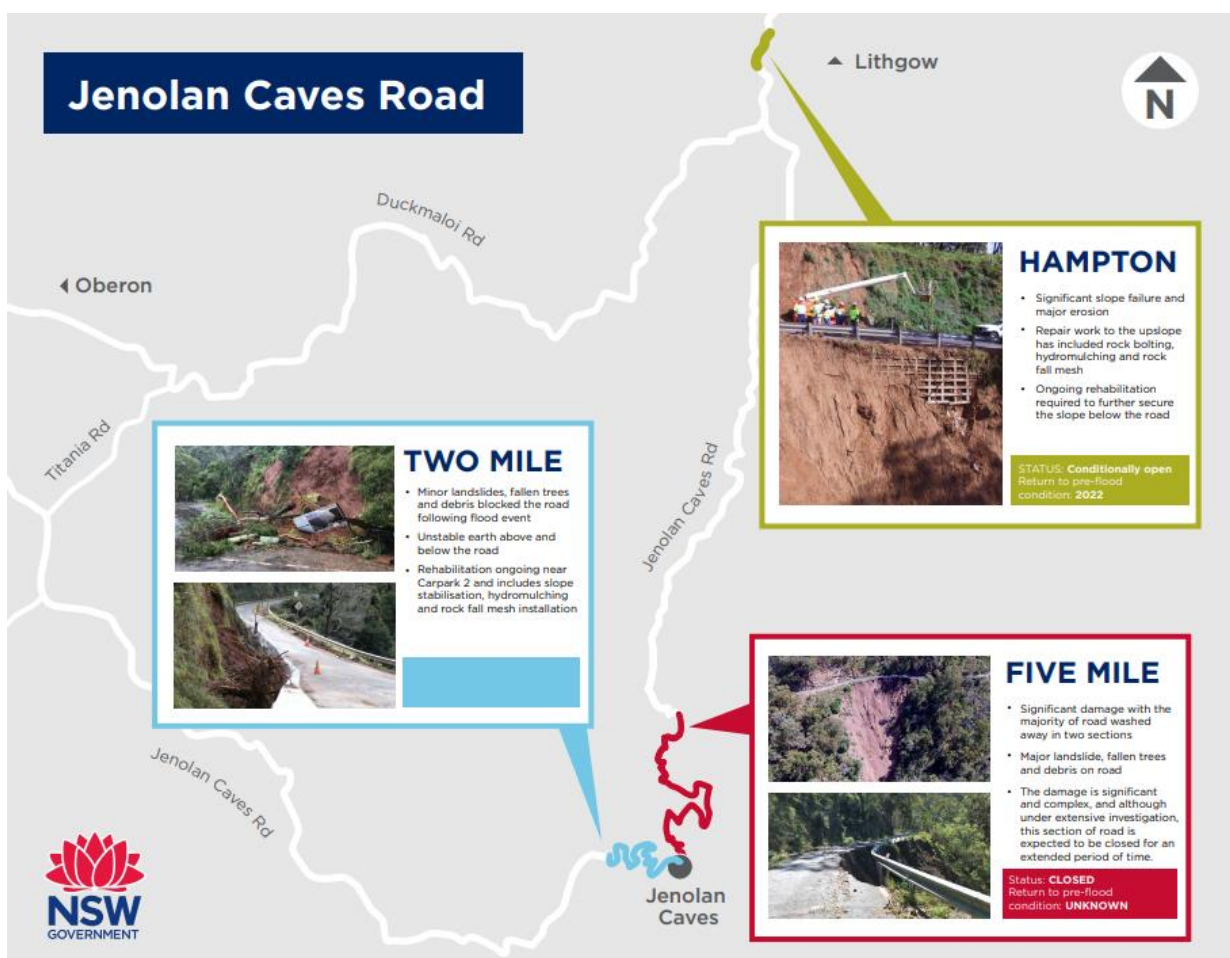 Jenolan Caves Road
Lithgow
N
Duckmaloi Rd
Oberon
Titania Rd
HAMPTON
• Significant slope failure and
major erosion
• Repair work to the upslope
has included rock bolting,
hydromulching and rock
fall mesh
• Ongoing rehabilitation
required to further secure
the slope below the road
STATUS: Conditionally open
Return to pre-flood
condition: 2022
TWO MILE
• Minor landslides, fallen trees
and debris blocked the road
following flood event
• Unstable earth above and
below the road
• Rehabilitation ongoing near
Carpark 2 and includes slope
stabilisation, hydromulching
and rock fall mesh installation
Jenolan Caves Rd
FIVE MILE
• Significant damage with the
majority of road washed
away in two sections
• Major landslide, fallen trees
and debris on road
• The damage is significant
and complex, and although
under extensive investigation,
this section of road is
expected to be closed for an
extended period of time.
Status: CLOSED
Return to pre-flood
condition: UNKNOWN
Jenolan Caves Rd
Jenolan
Caves
NSW
GOVERNMENT